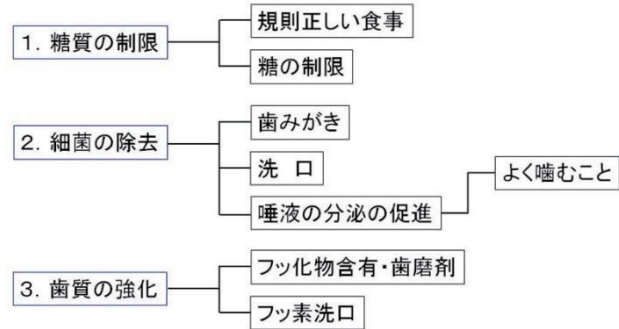 1. 糖質の制限
規則正しい食事
糖の制限
2. 細菌の除去
歯みがき
洗　口
唾液の分泌の促進
よく噛むこと
3. 歯質の強化
フッ化物含有・歯磨剤
フッ素洗口